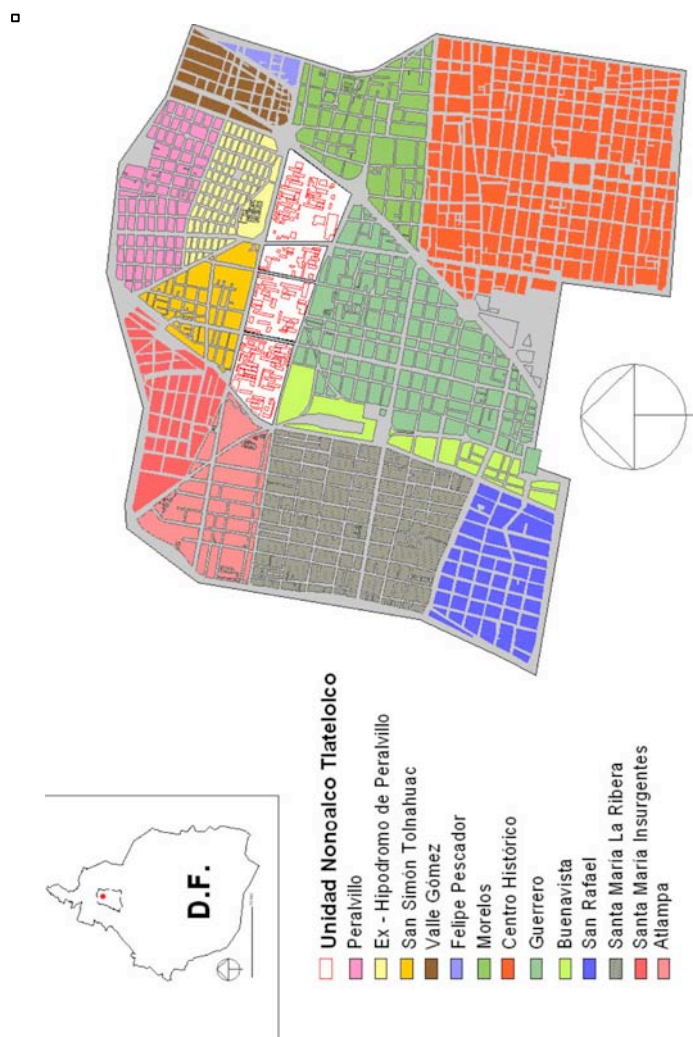 D.F.
Unidad Nonoalco Tlatelolco
Peralvillo
Ex - Hipodromo de Peralvillo
San Simón Tolnahuac
Valle Gómez
Felipe Pescador
Morelos
Centro Histórico
Guerrero
Buenavista
San Rafael
Santa María La Ribera
Santa María Insurgentes
Atlampa